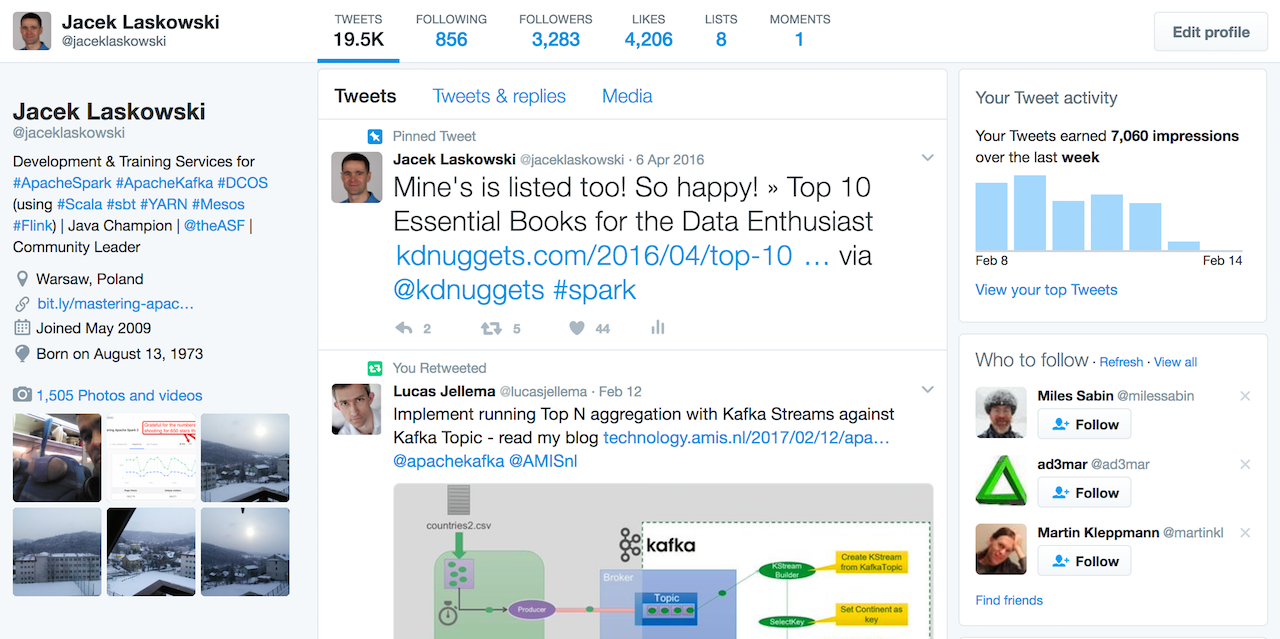 Jacek Laskowski
@jaceklaskowski
TWEETS
19.5K
FOLLOWING
856
FOLLOWERS
3,283
LIKES
4,206
LISTS
8
MOMENTS
1
Edit profile
Jacek Laskowski
@jaceklaskowski
Development & Training Services for
#ApacheSpark #ApacheKafka #DCOS
(using #Scala #sbt #YARN #Mesos
#Flink) | Java Champion | @theASF |
Community Leader
Warsaw, Poland
bit.ly/mastering-apac…
Joined May 2009
Born on August 13, 1973
1,505 Photos and videos
Grateful for the numbers
Tweets Tweets & replies Media
Pinned Tweet
Jacek Laskowski @jaceklaskowski · 6 Apr 2016
Mine's is listed too! So happy! » Top 10
Essential Books for the Data Enthusiast
kdnuggets.com/2016/04/top-10 … via
@kdnuggets #spark
2 5 44
You Retweeted
Lucas Jellema @lucasjellema · Feb 12
Implement running Top N aggregation with Kafka Streams against
Kafka Topic - read my blog technology.amis.nl/2017/02/12/apa…
@apachekafka @AMISnl
countries2.csv
kafka
Broker
Topic
Producer
KStream
Builder
Create KStream
from KafkaTopic
SelectKey
Set Continent as
key
Your Tweet activity
Your Tweets earned 7,060 impressions
over the last week
Feb 8 Feb 14
View your top Tweets
Who to follow · Refresh · View all
Miles Sabin @milessabin
Follow
ad3mar @ad3mar
Follow
Martin Kleppmann @martinkl
Follow
Find friends